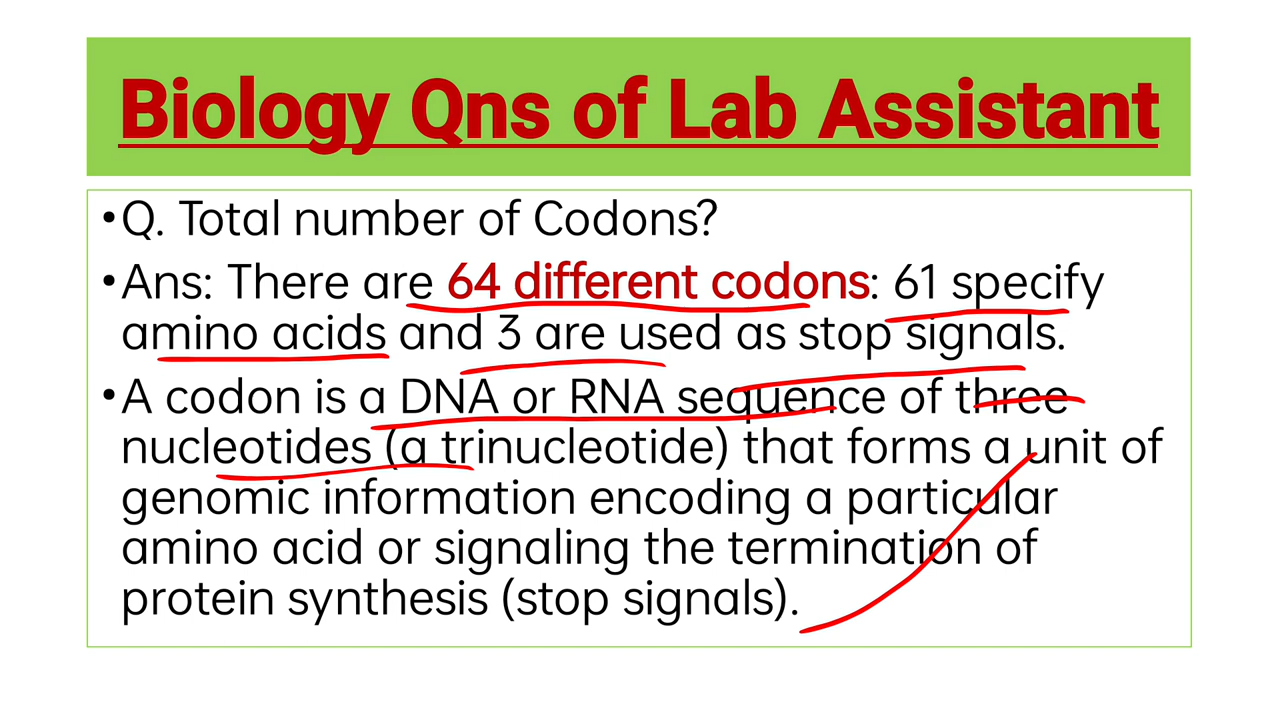 Biology Qns of Lab Assistant
•Q. Total number of Codons?
•Ans: There are 64 different codons: 61 specify
amino acids and 3 are used as stop signals.
•A codon is a DNA or RNA sequence of three
nucleotides (a trinucleotide) that forms a unit of
genomic information encoding a particular
amino acid or signaling the termination of
protein synthesis (stop signals).